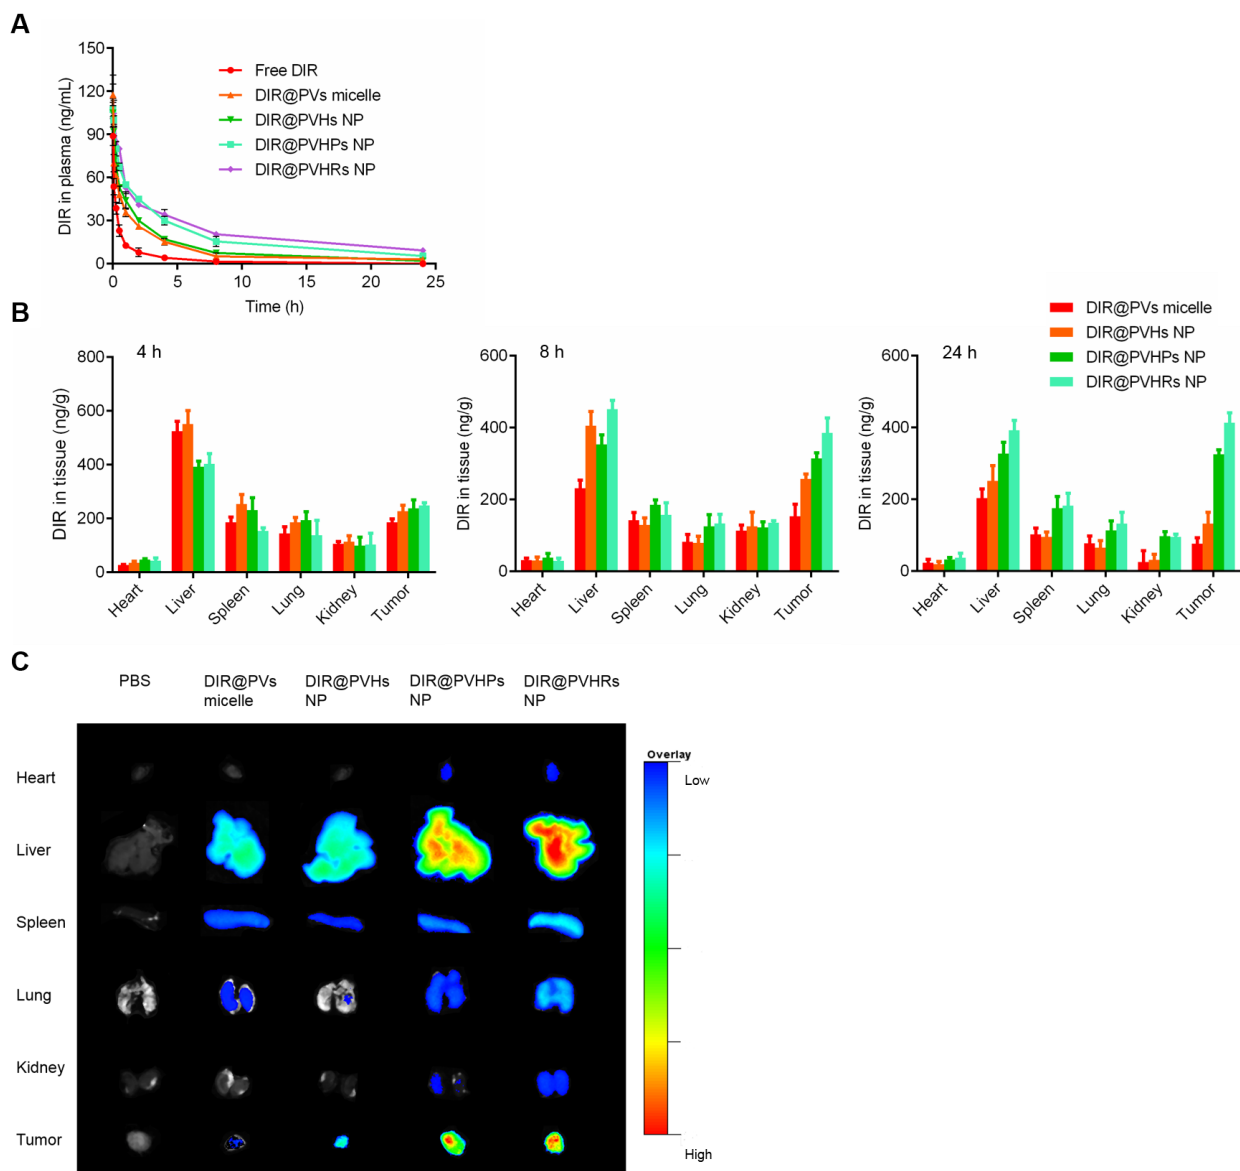 A
DIR in plasma (ng/mL)
150
120
90
60
30
0
0
5
10
15
20
25
Time (h)
Free DIR
DIR@PVs micelle
DIR@PVHs NP
DIR@PVHPs NP
DIR@PVHRs NP
B
DIR@PVs micelle
DIR@PVHs NP
DIR@PVHPs NP
DIR@PVHRs NP
4 h
DIR in tissue (ng/g)
800
600
400
200
0
Heart
Liver
Spleen
Lung
Kidney
Tumor
8 h
DIR in tissue (ng/g)
600
400
200
0
Heart
Liver
Spleen
Lung
Kidney
Tumor
24 h
DIR in tissue (ng/g)
600
400
200
0
Heart
Liver
Spleen
Lung
Kidney
Tumor
C
PBS
DIR@PVs
micelle
DIR@PVHs
NP
DIR@PVHPs
NP
DIR@PVHRs
NP
Heart
Liver
Spleen
Lung
Kidney
Tumor
Overlay
Low
High